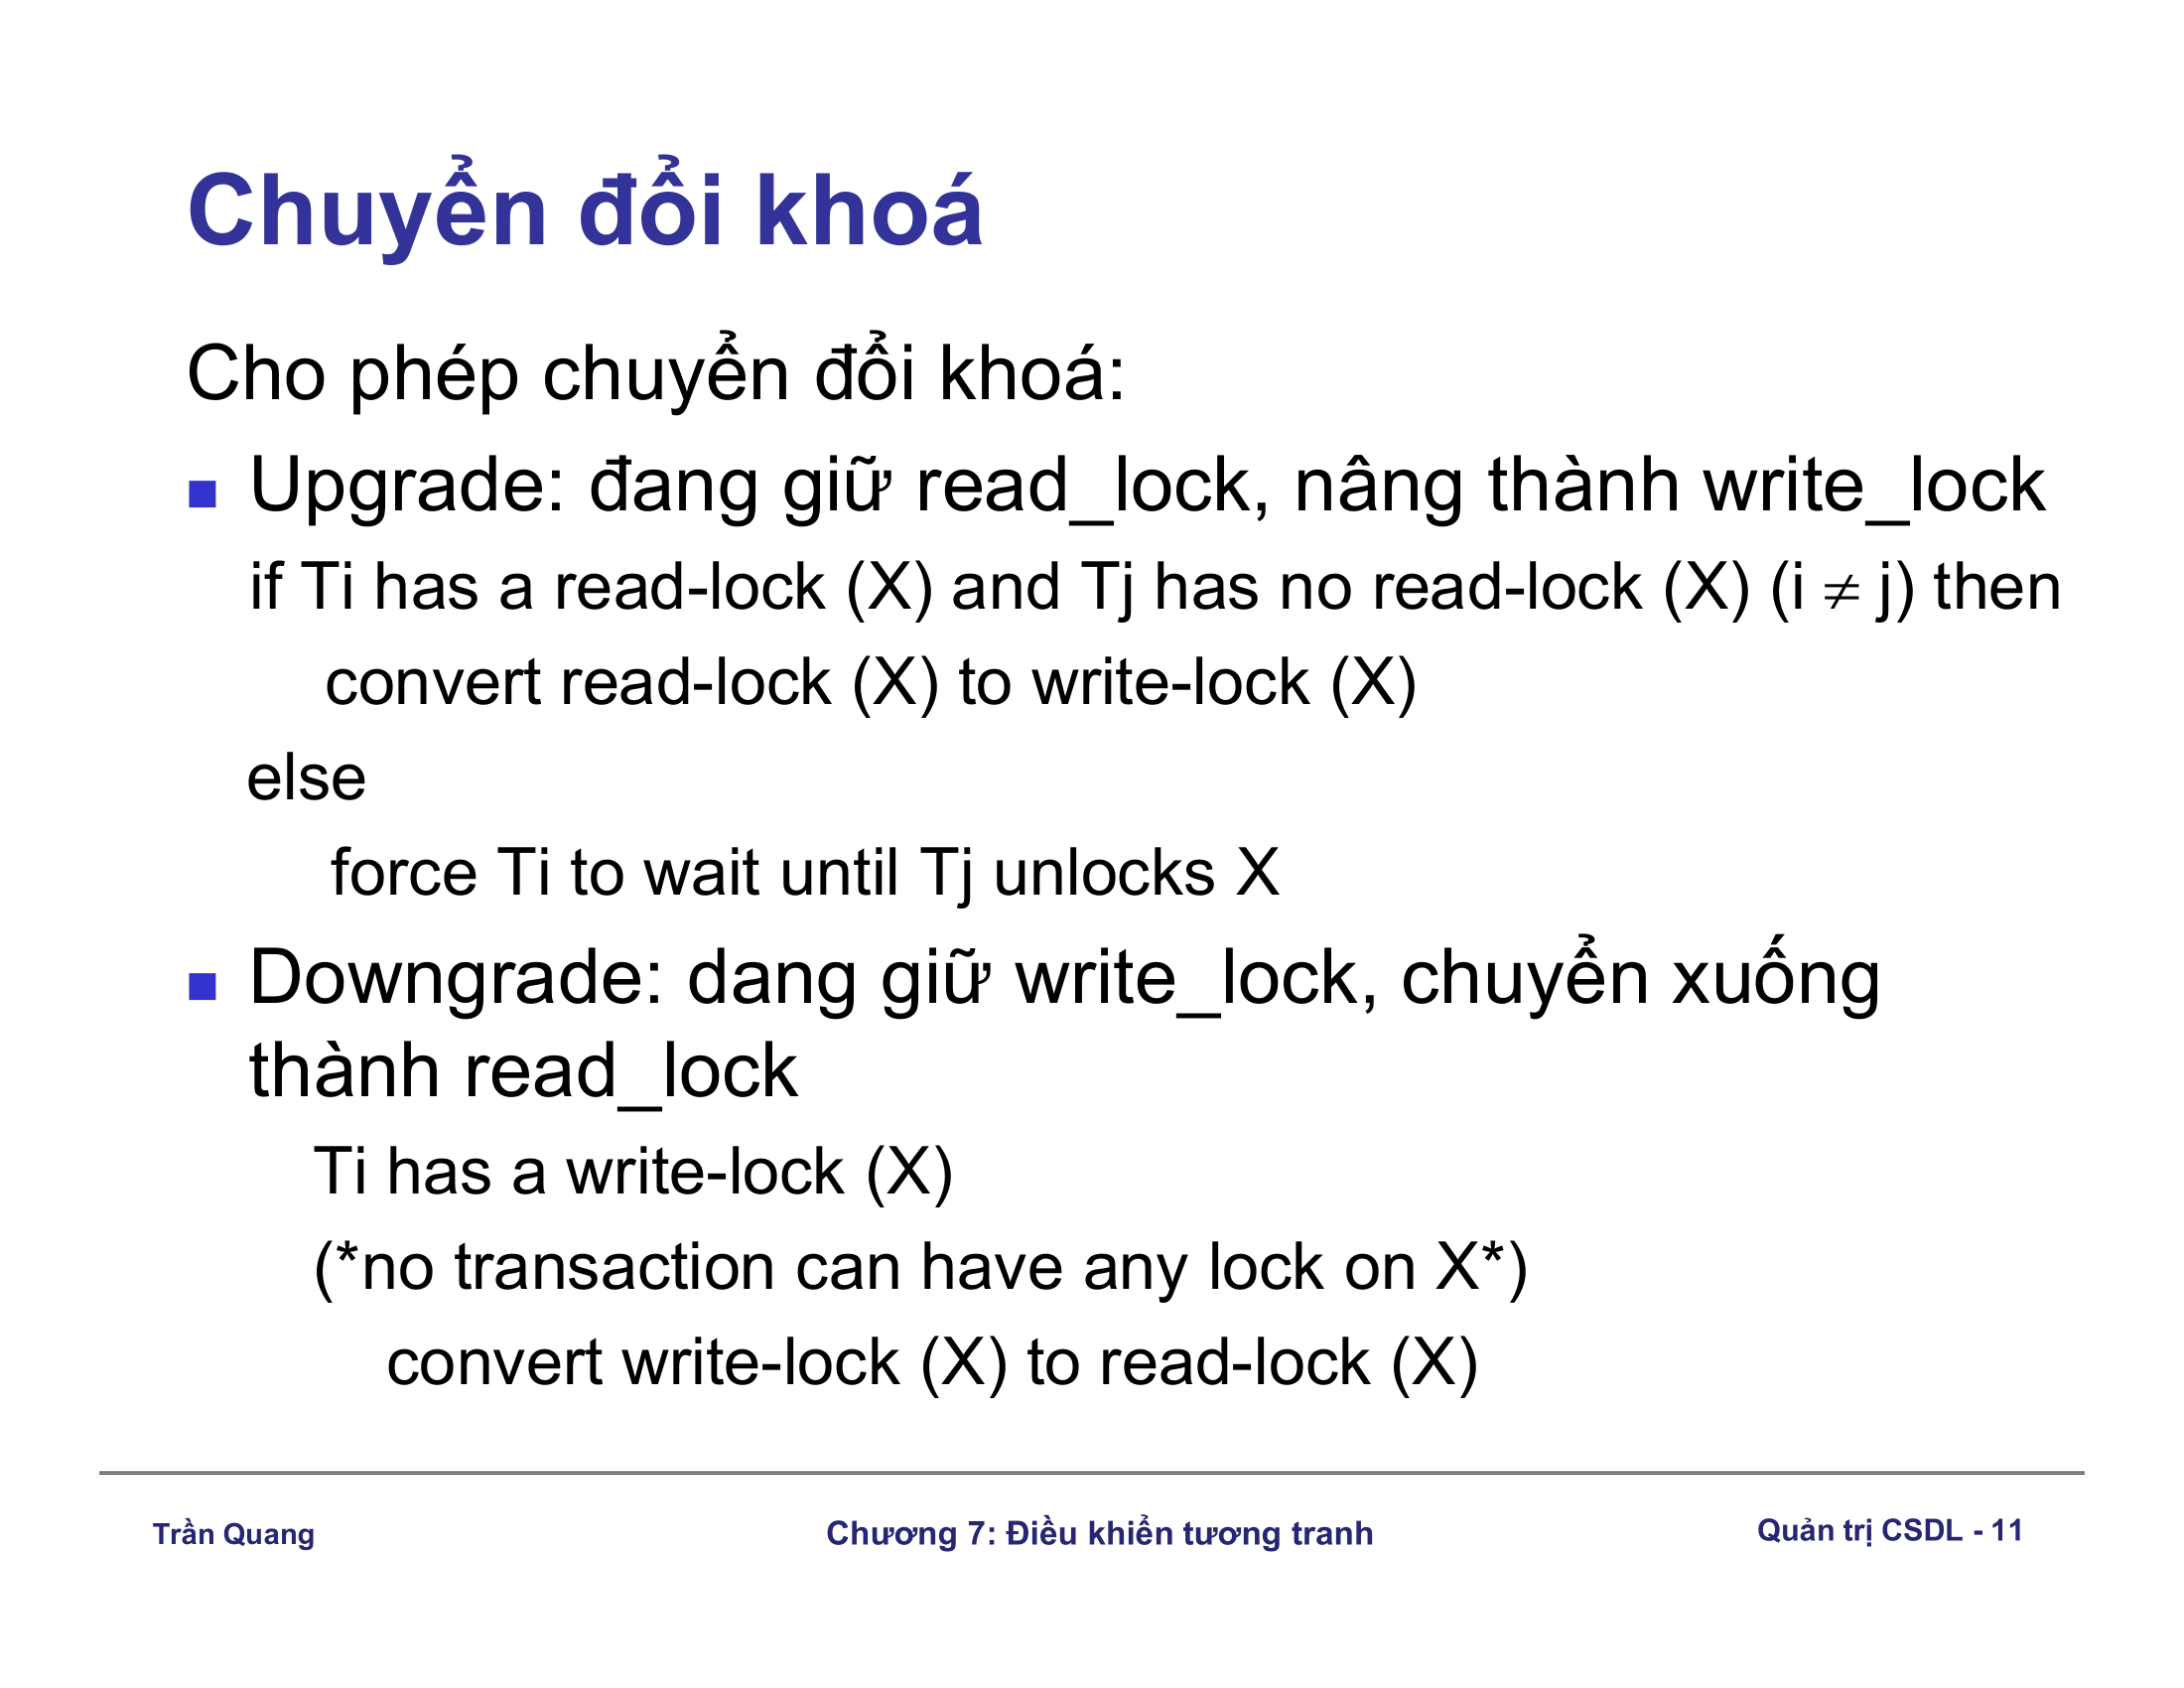 Chuyển đổi khoá
Cho phép chuyển đổi khoá:
Upgrade: đang giữ read_lock, nâng thành write_lock
if Ti has a read-lock (X) and Tj has no read-lock (X) (i ≠ j) then
convert read-lock (X) to write-lock (X)
else
force Ti to wait until Tj unlocks X
Downgrade: dang giữ write_lock, chuyển xuống
thành read_lock
Ti has a write-lock (X)
(*no transaction can have any lock on X*)
convert write-lock (X) to read-lock (X)
Trần Quang
Chương 7: Điều khiển tương tranh
Quản trị CSDL - 11